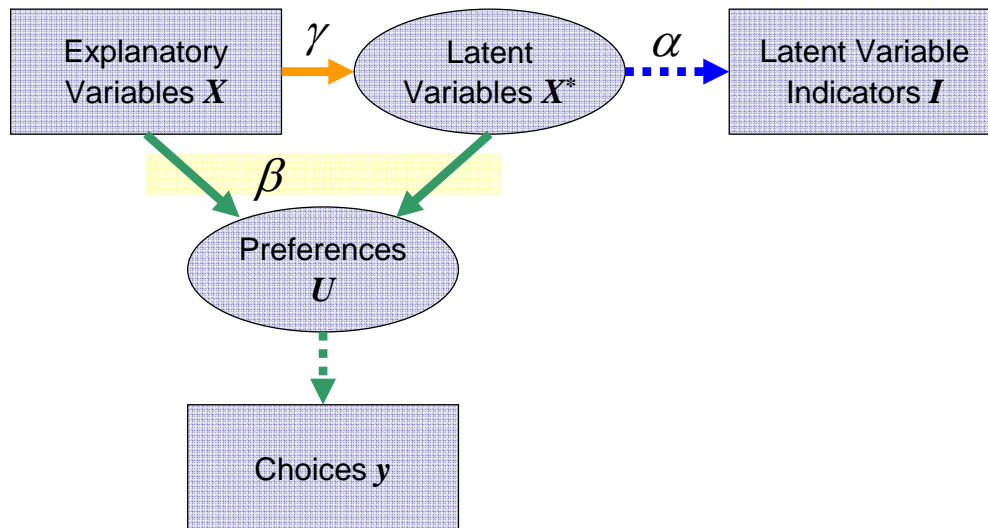 Explanatory
Variables X
γ
Latent
Variables X*
α
Latent Variable
Indicators I
β
Preferences
U
Choices y